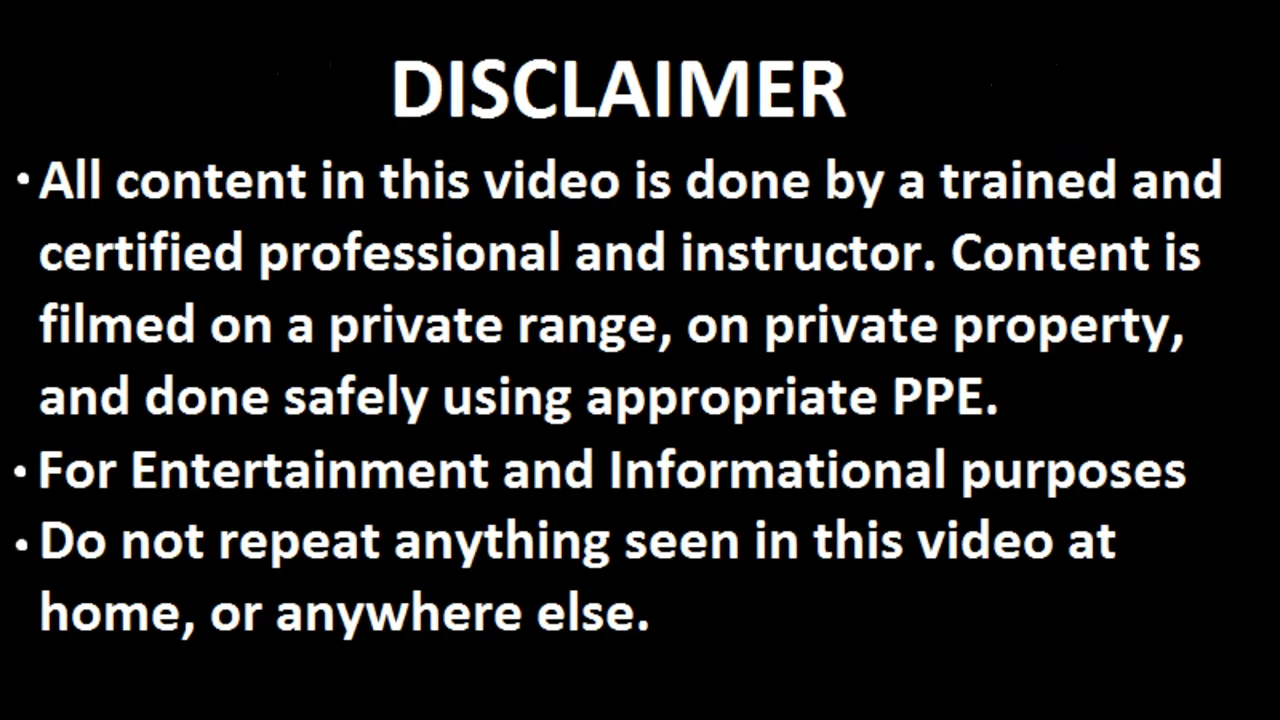 DISCLAIMER
• All content in this video is done by a trained and
certified professional and instructor. Content is
filmed on a private range, on private property,
and done safely using appropriate PPE.
• For Entertainment and Informational purposes
• Do not repeat anything seen in this video at
home, or anywhere else.